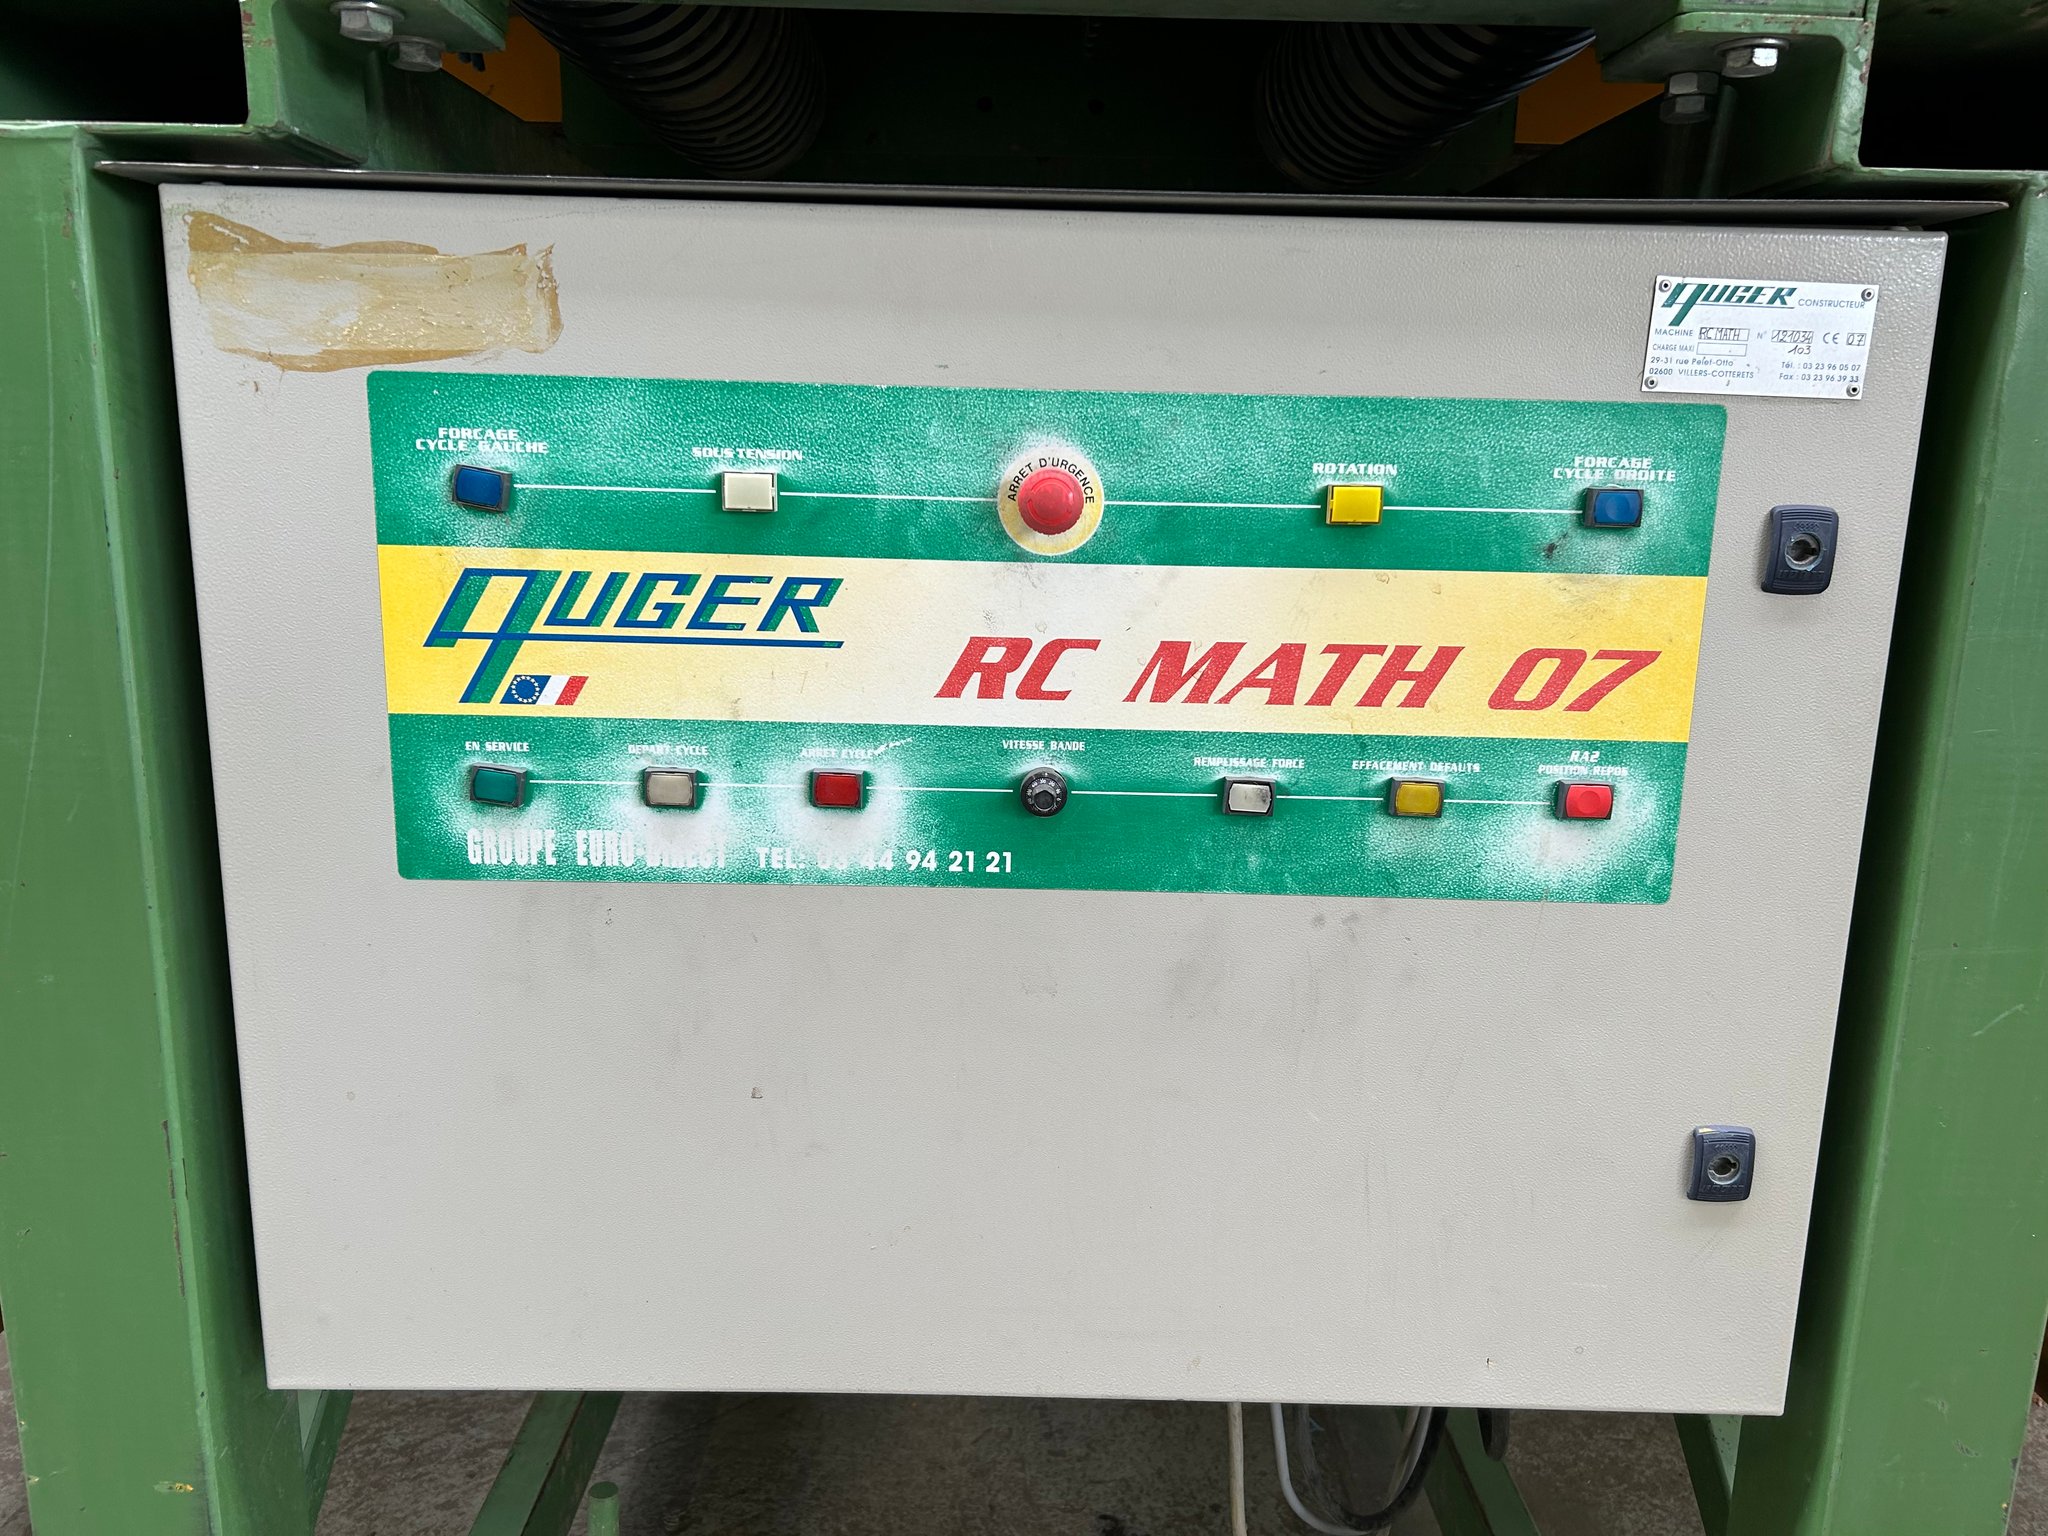 AUGER CONSTRUCTEUR
MACHINE RC MATH N° 121034 CE 07
CHARGE MAXI 103
29-31 rue Pelet-Otto Tél. : 03 23 96 05 07
02600 VILLERS-COTTERETS Fax : 03 23 96 39 33
FORCAGE
CYCLE GAUCHE
SOUS TENSION
ARRET D'URGENCE
ROTATION
FORCAGE
CYCLE DROITE
AUGER
RC MATH 07
EN SERVICE
DEPART CYCLE
ARRET CYCLE
VITESSE BANDE
REMPLISSAGE FORCE
EFFACEMENT DEFAUTS
RAZ
POSITION REPOS
GROUPE EURO DIRECT TEL. 03 44 94 21 21